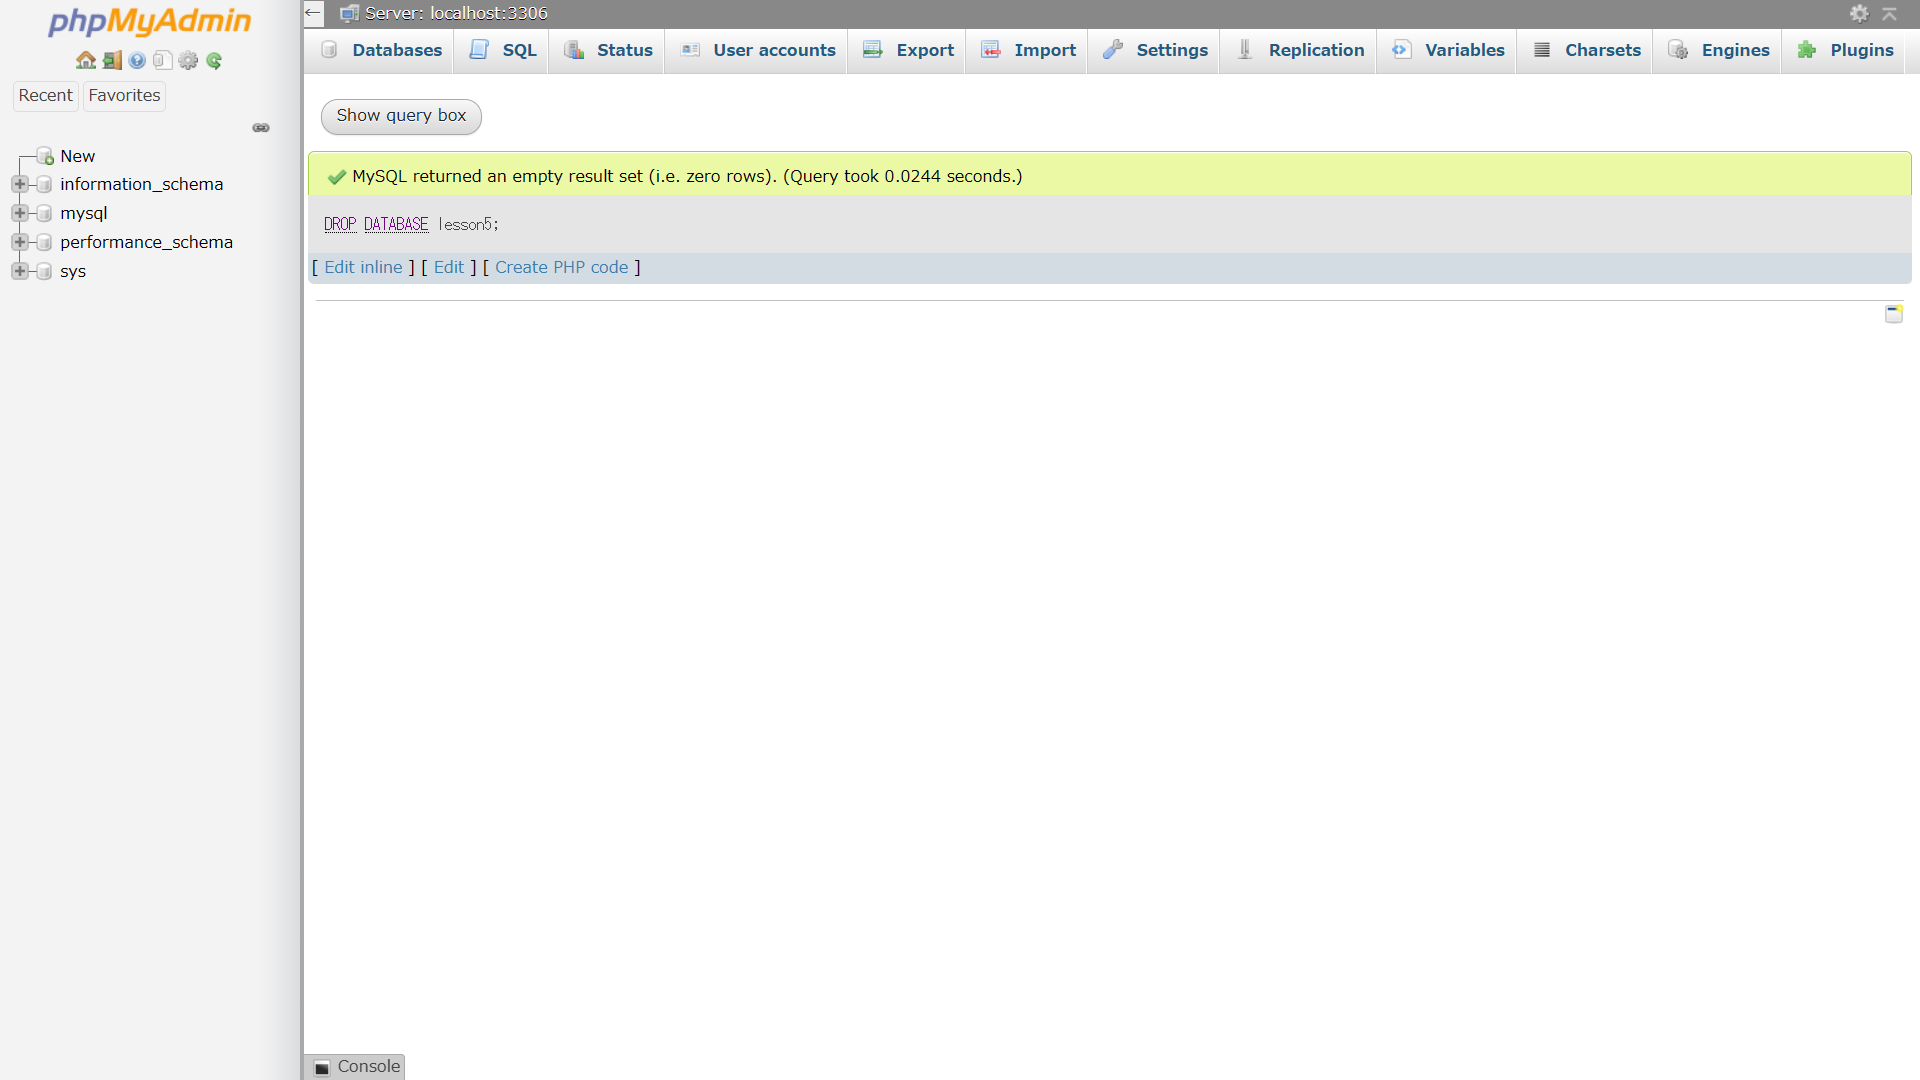 phpMyAdmin
Recent Favorites
New
information_schema
mysql
performance_schema
sys
Server: localhost:3306
Databases SQL Status User accounts Export Import Settings Replication Variables Charsets Engines Plugins
Show query box
MySQL returned an empty result set (i.e. zero rows). (Query took 0.0244 seconds.)
DROP DATABASE lesson5;
[ Edit inline ] [ Edit ] [ Create PHP code ]
Console